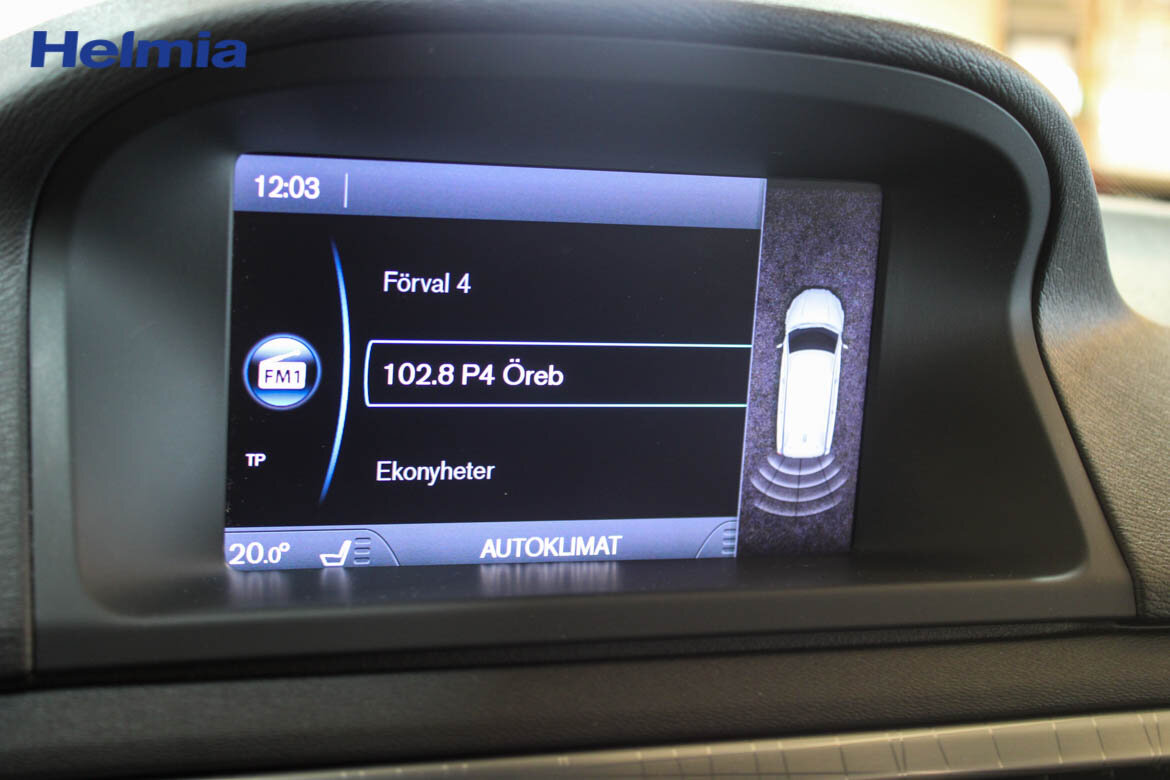 Helmia
12:03
Förval 4
FM1
102.8 P4 Öreb
TP
Ekonyheter
20.0°
AUTOKLIMAT